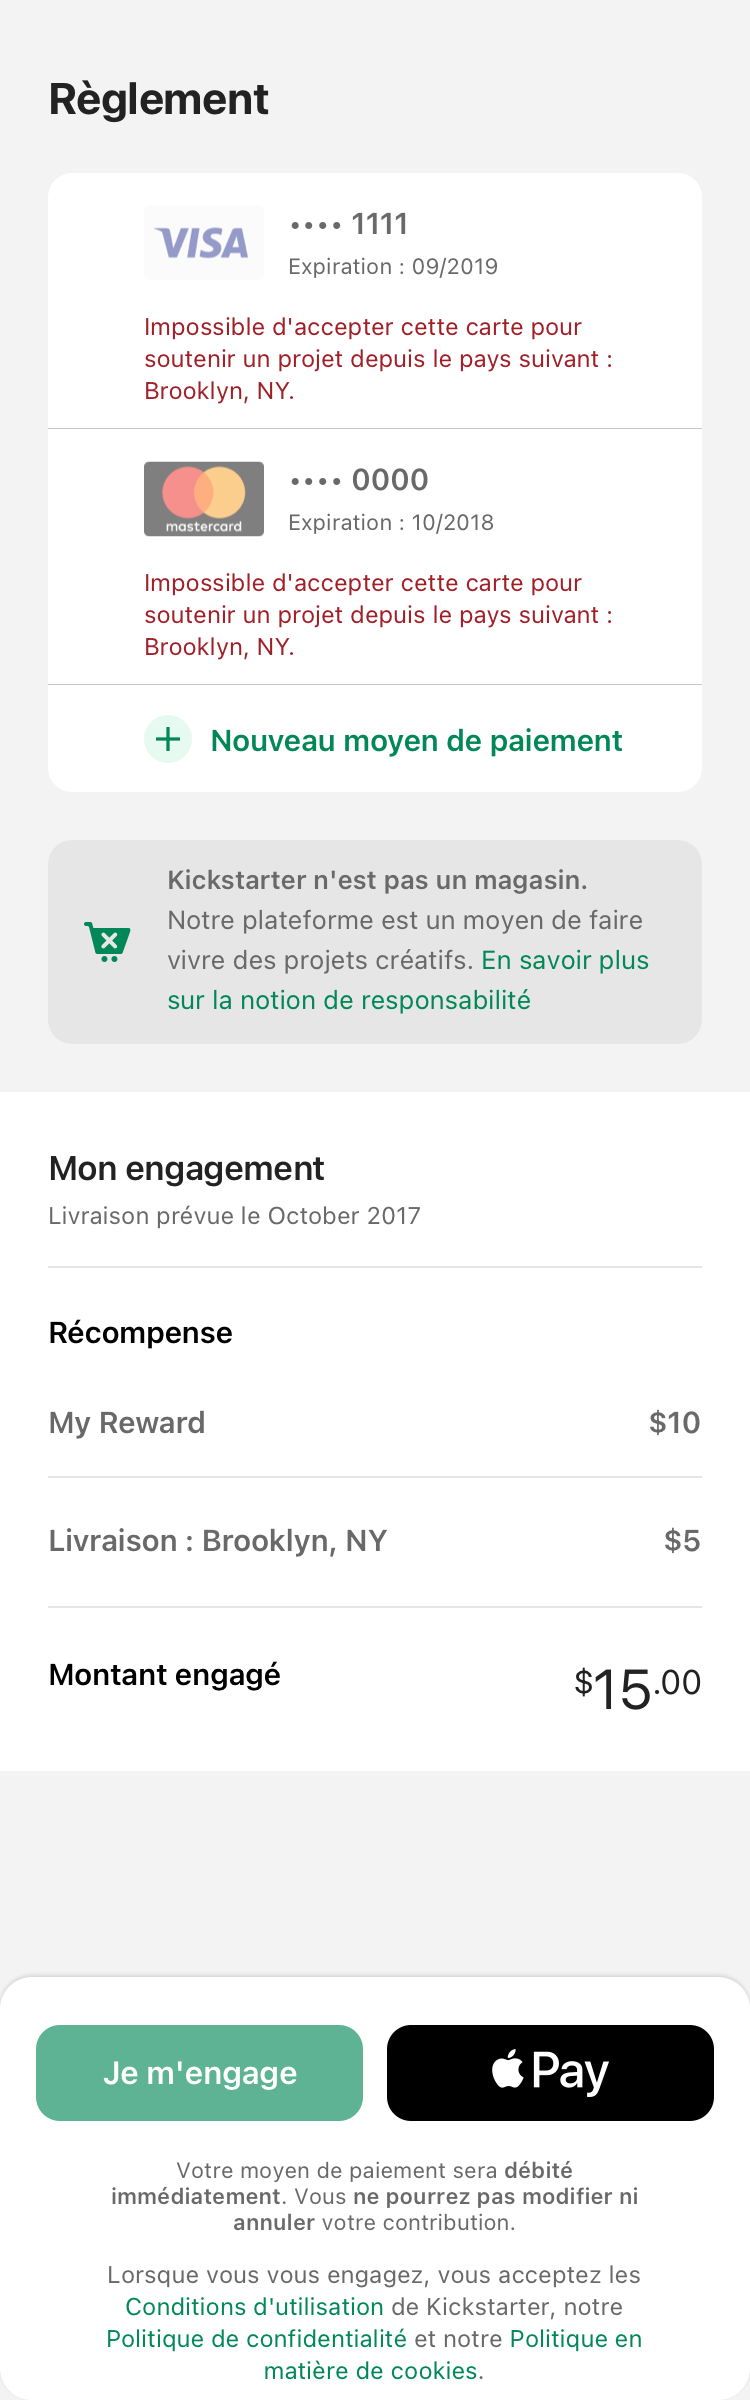 Règlement
VISA
•••• 1111
Expiration : 09/2019
Impossible d'accepter cette carte pour
soutenir un projet depuis le pays suivant :
Brooklyn, NY.
•••• 0000
mastercard
Expiration : 10/2018
Impossible d'accepter cette carte pour
soutenir un projet depuis le pays suivant :
Brooklyn, NY.
Nouveau moyen de paiement
Kickstarter n'est pas un magasin.
Notre plateforme est un moyen de faire
vivre des projets créatifs. En savoir plus
sur la notion de responsabilité
Mon engagement
Livraison prévue le October 2017
Récompense
My Reward $10
Livraison : Brooklyn, NY $5
Montant engagé $15.00
Je m'engage
Pay
Votre moyen de paiement sera débité
immédiatement. Vous ne pourrez pas modifier ni
annuler votre contribution.
Lorsque vous vous engagez, vous acceptez les
Conditions d'utilisation de Kickstarter, notre
Politique de confidentialité et notre Politique en
matière de cookies.